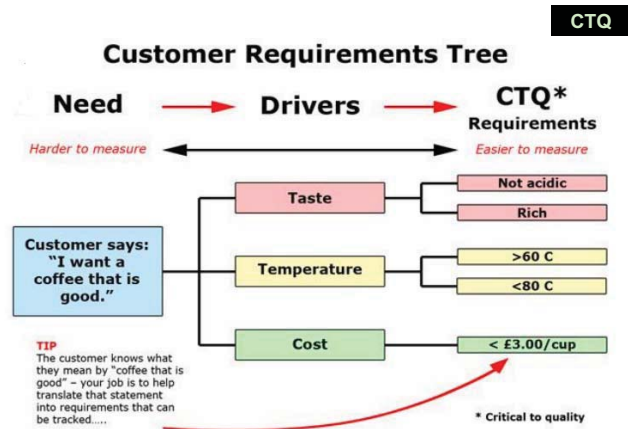 CTQ
Customer Requirements Tree
Need
Drivers
CTQ*
Requirements
Harder to measure
Easier to measure
Customer says:
“I want a
coffee that is
good.”
Taste
Not acidic
Rich
Temperature
>60 C
<80 C
Cost
< £3.00/cup
TIP
The customer knows what
they mean by “coffee that is
good” – your job is to help
translate that statement
into requirements that can
be tracked.....
* Critical to quality